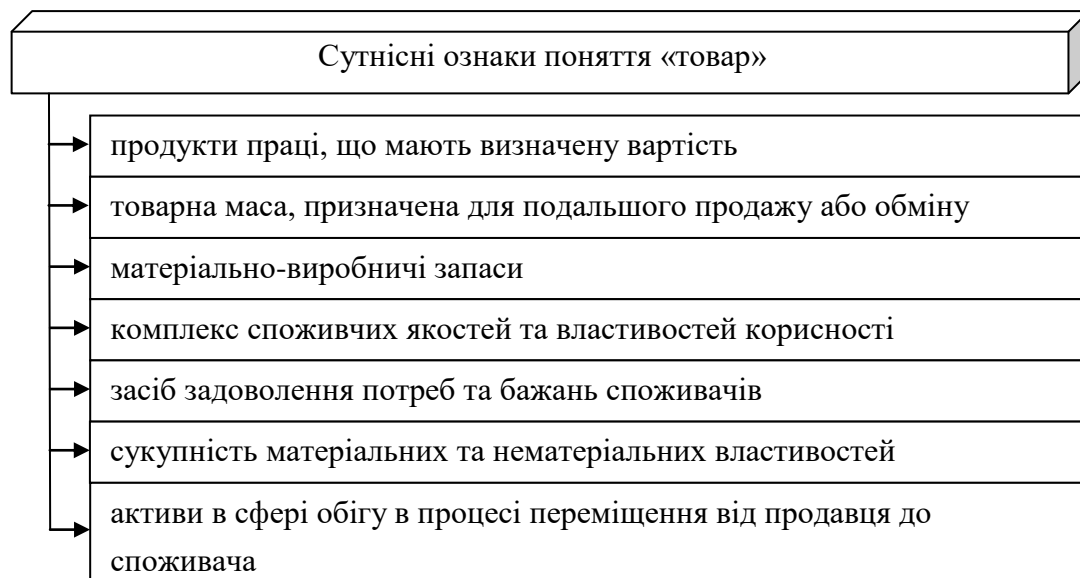 Сутнісні ознаки поняття «товар»
продукти праці, що мають визначену вартість
товарна маса, призначена для подальшого продажу або обміну
матеріально-виробничі запаси
комплекс споживчих якостей та властивостей корисності
засіб задоволення потреб та бажань споживачів
сукупність матеріальних та нематеріальних властивостей
активи в сфері обігу в процесі переміщення від продавця до
споживача